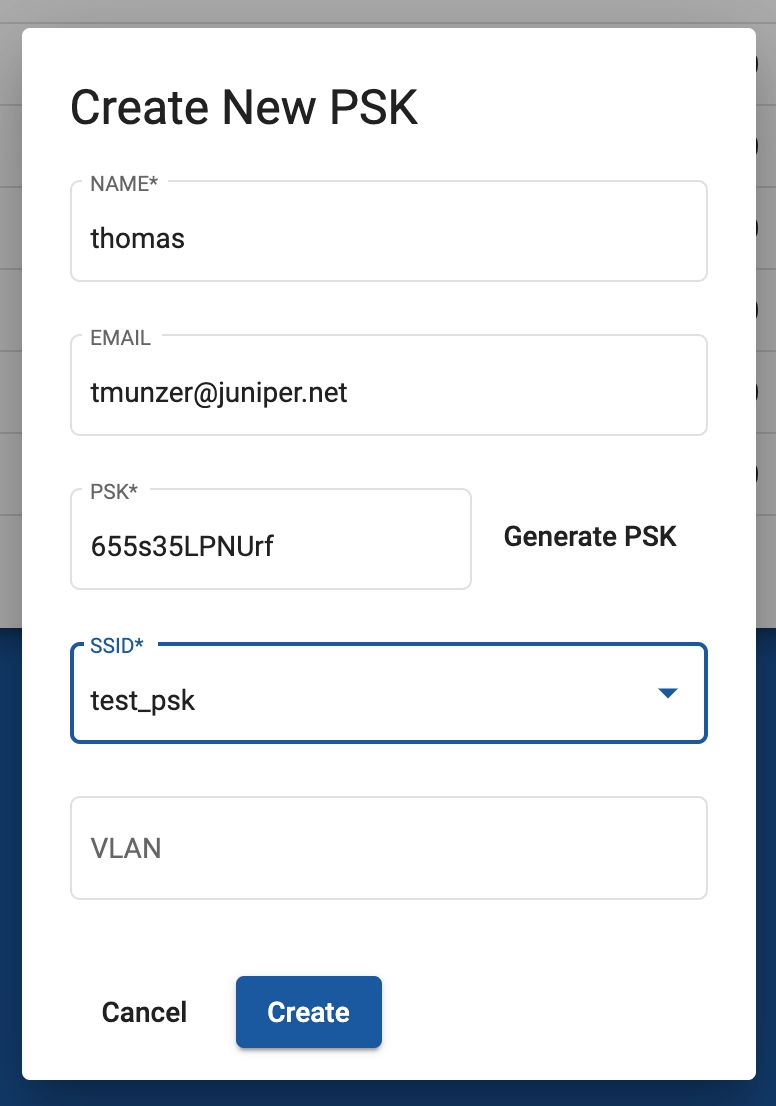 Create New PSK
NAME*
thomas
EMAIL
tmunzer@juniper.net
PSK*
655s35LPNUrf
Generate PSK
SSID*
test_psk
VLAN
Cancel
Create